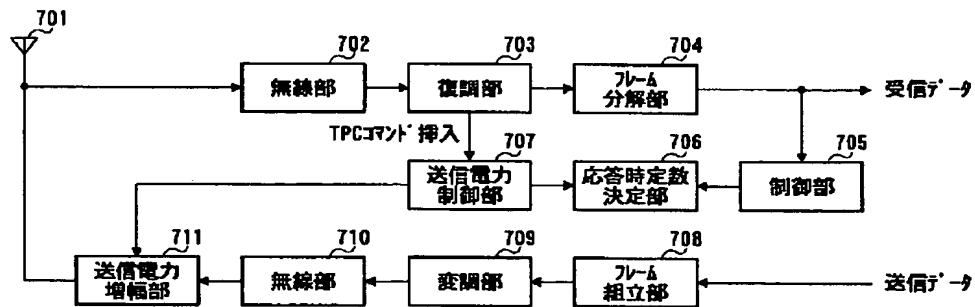 701
702
無線部
703
復調部
704
フレーム
分解部
受信データ
TPCコマンド挿入
707
送信電力
制御部
706
応答時定数
決定部
705
制御部
711
送信電力
増幅部
710
無線部
709
変調部
708
フレーム
組立部
送信データ